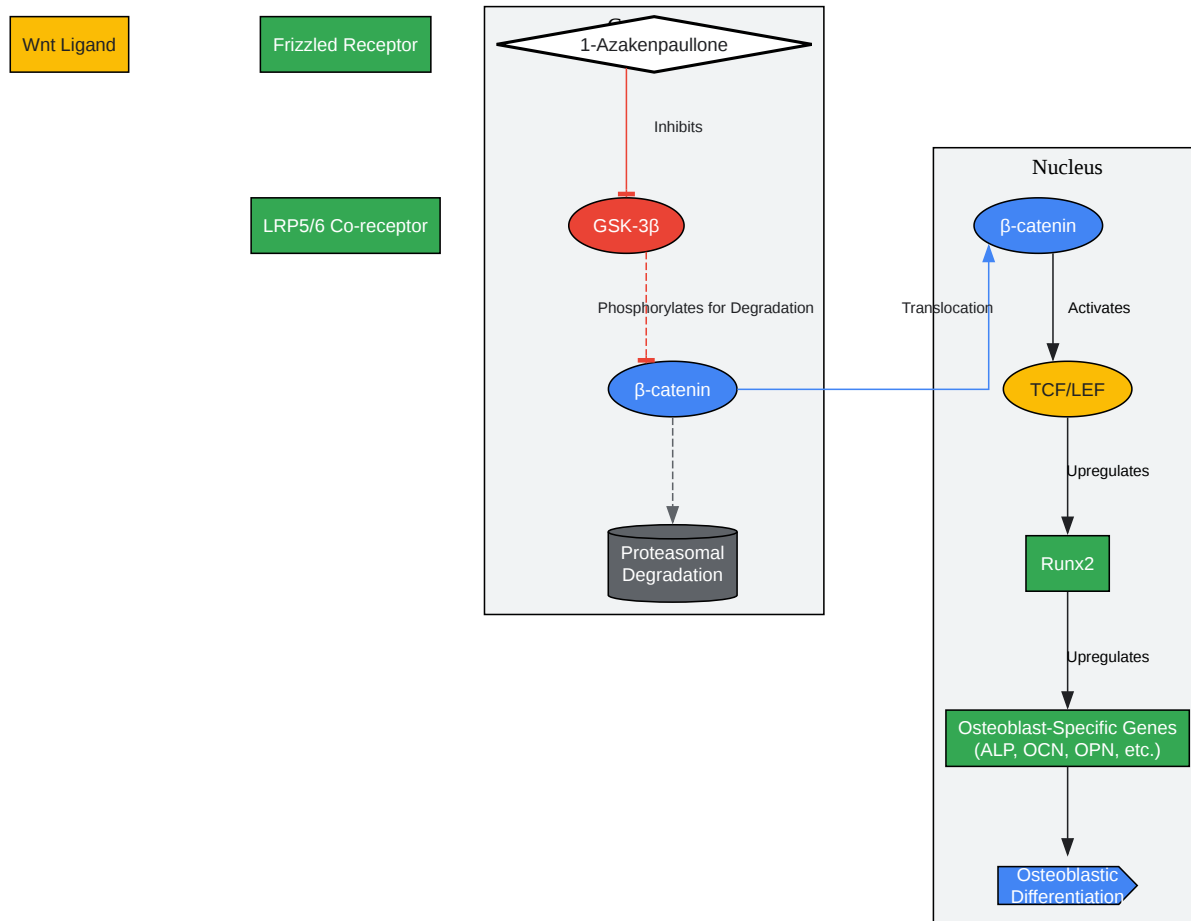 Wnt Ligand
Frizzled Receptor
1-Azakenpaullone
Inhibits
Nucleus
LRP5/6 Co-receptor
GSK-3β
β-catenin
Phosphorylates for Degradation
Translocation
Activates
β-catenin
TCF/LEF
Upregulates
Proteasomal
Degradation
Runx2
Upregulates
Osteoblast-Specific Genes
(ALP, OCN, OPN, etc.)
Osteoblastic
Differentiation